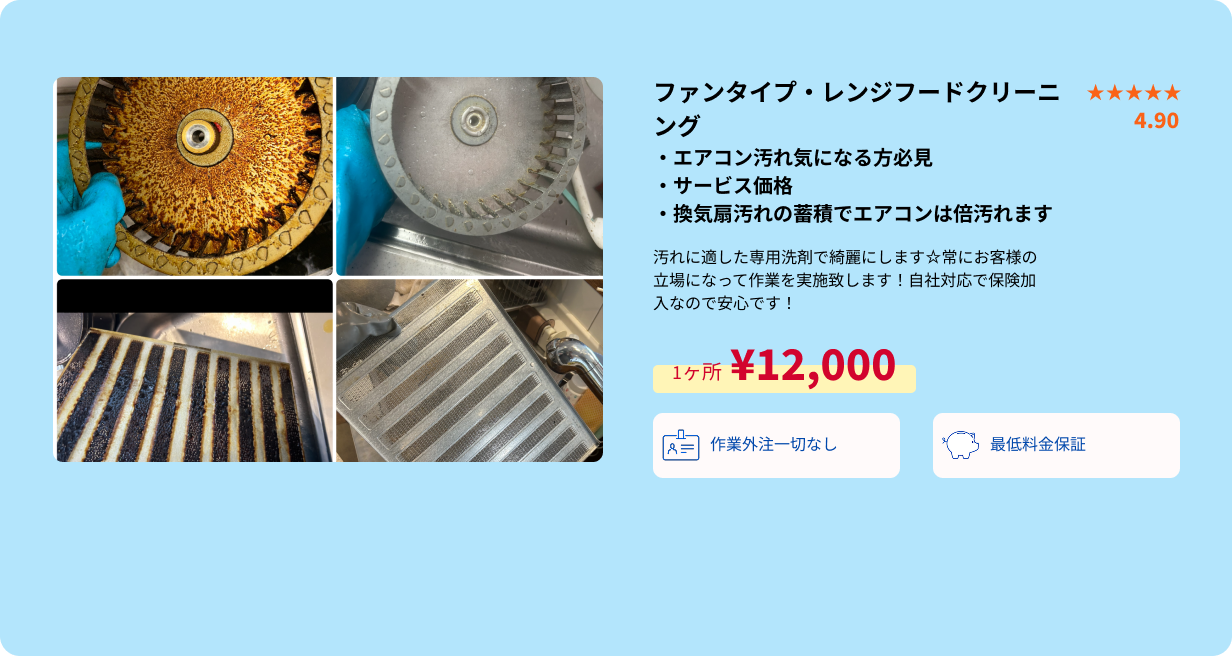 ファンタイプ・レンジフードクリーニ
ング
★★★★★
4.90
・エアコン汚れ気になる方必見
・サービス価格
・換気扇汚れの蓄積でエアコンは倍汚れます
汚れに適した専用洗剤で綺麗にします☆常にお客様の
立場になって作業を実施致します！自社対応で保険加
入なので安心です！
1ケ所 ¥12,000
作業外注一切なし
最低料金保証